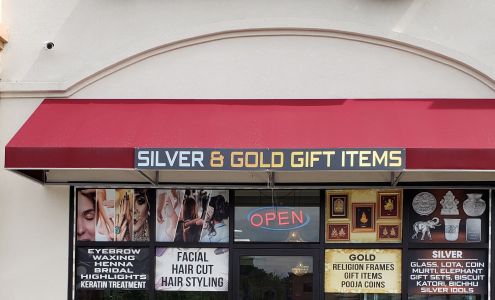 SILVER & GOLD GIFT ITEMS
OPEN
EYEBROW
WAXING
HENNA
BRIDAL
HIGHLIGHTS
KERATIN TREATMENT
FACIAL
HAIR CUT
HAIR STYLING
GOLD
RELIGION FRAMES
GIFT ITEMS
POOJA COINS
SILVER
GLASS, LOTA, COIN
MURTI, ELEPHANT
GIFT SETS, BISCUIT
KATORI, BICHHU
SILVER IDOLS